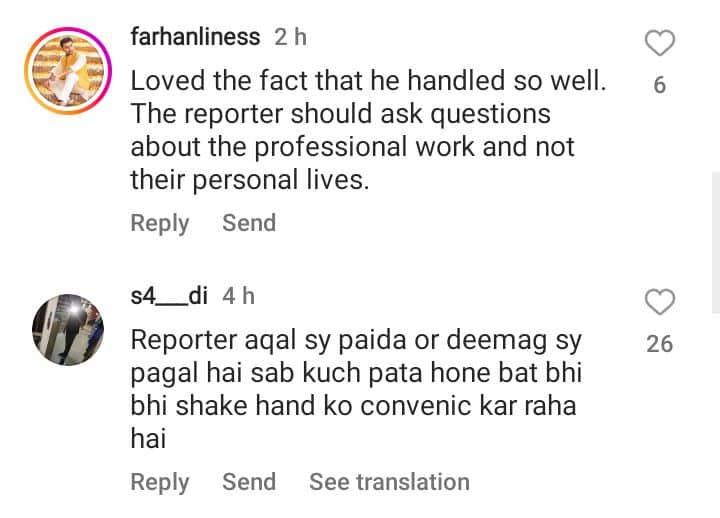 farhanliness 2 h
Loved the fact that he handled so well.
The reporter should ask questions
about the professional work and not
their personal lives.
6
Reply Send
s4___di 4 h
Reporter aqal sy paida or deemag sy
pagal hai sab kuch pata hone bat bhi
bhi shake hand ko convenic kar raha
hai
26
Reply Send See translation